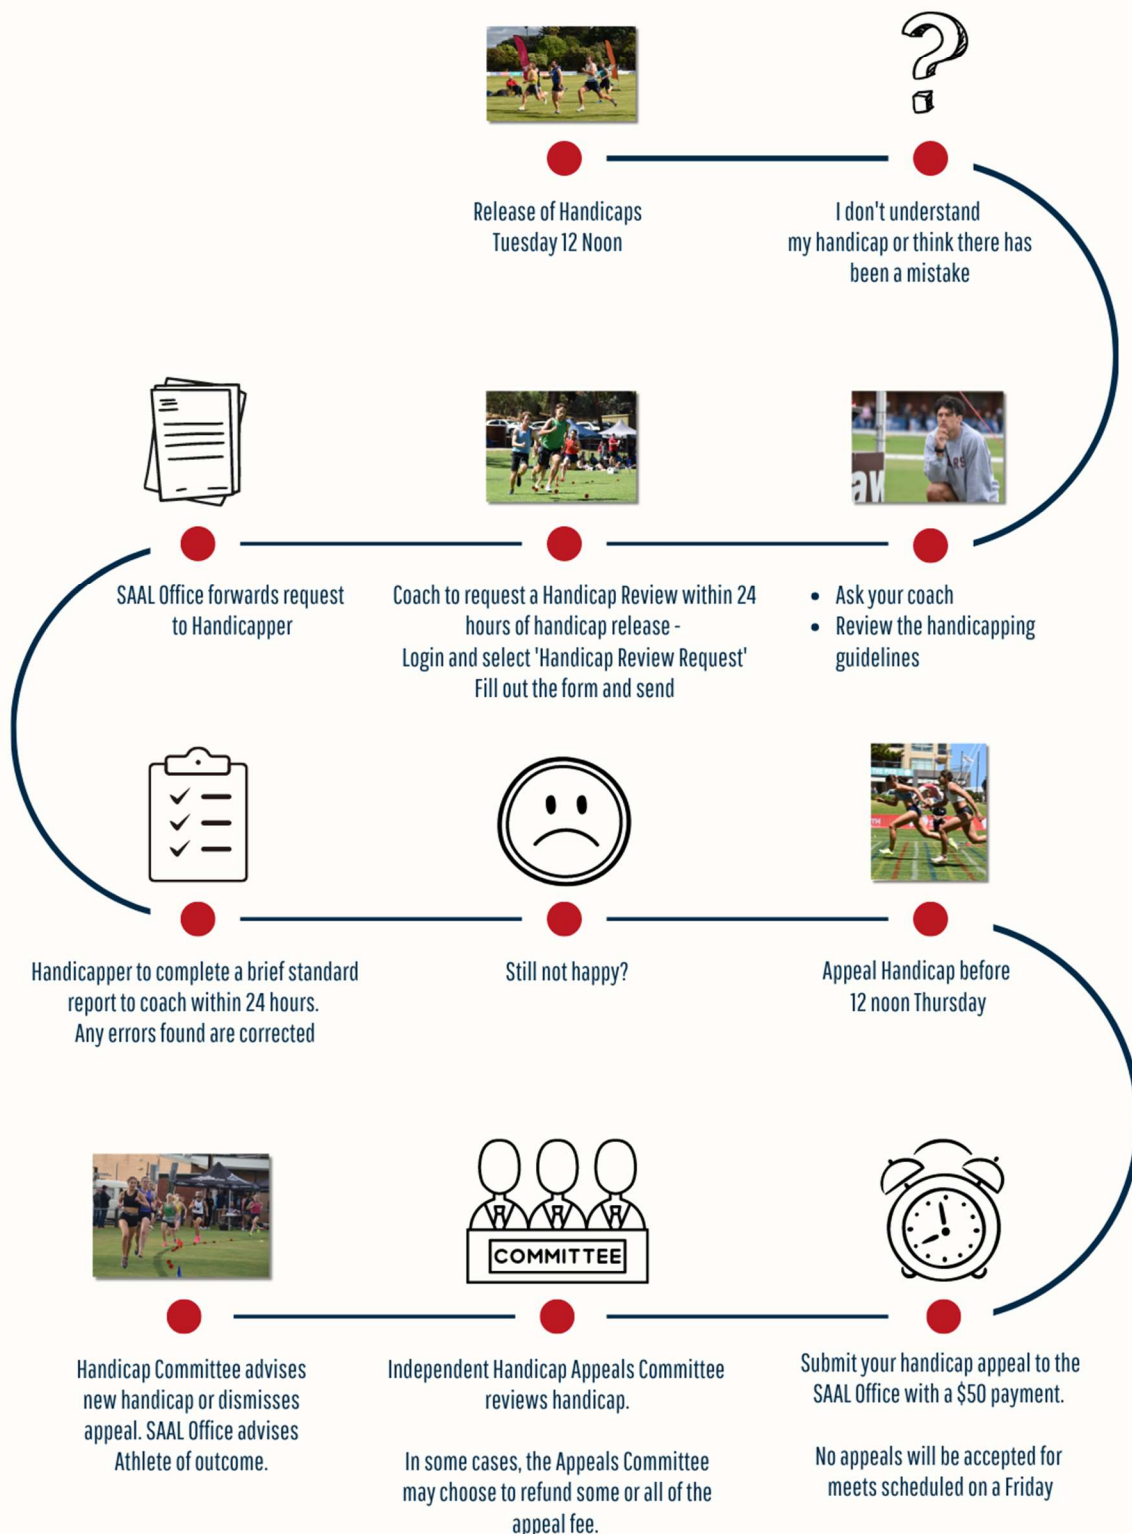 Release of Handicaps
Tuesday 12 Noon
I don't understand
my handicap or think there has
been a mistake
• Ask your coach
• Review the handicapping
guidelines
Coach to request a Handicap Review within 24
hours of handicap release -
Login and select 'Handicap Review Request'
Fill out the form and send
SAAL Office forwards request
to Handicapper
Handicapper to complete a brief standard
report to coach within 24 hours.
Any errors found are corrected
Still not happy?
Appeal Handicap before
12 noon Thursday
Submit your handicap appeal to the
SAAL Office with a $50 payment.
No appeals will be accepted for
meets scheduled on a Friday
COMMITTEE
Independent Handicap Appeals Committee
reviews handicap.
In some cases, the Appeals Committee
may choose to refund some or all of the
appeal fee.
Handicap Committee advises
new handicap or dismisses
appeal. SAAL Office advises
Athlete of outcome.